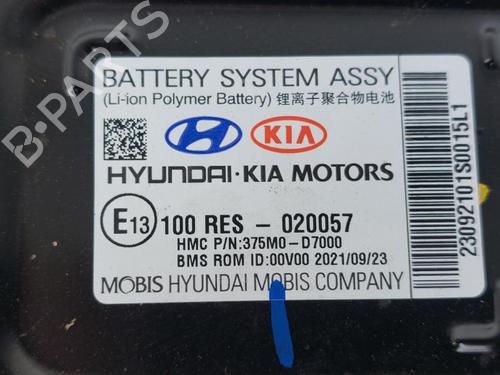 BATTERY SYSTEM ASSY
(Li-ion Polymer Battery) 锂离子聚合物电池
KIA
HYUNDAI·KIA MOTORS
E13 100 RES - 020057
HMC P/N:375M0-D7000
BMS ROM ID:00V00 2021/09/23
MOBIS HYUNDAI MOBIS COMPANY
23092101S0015L1
B-PARTS